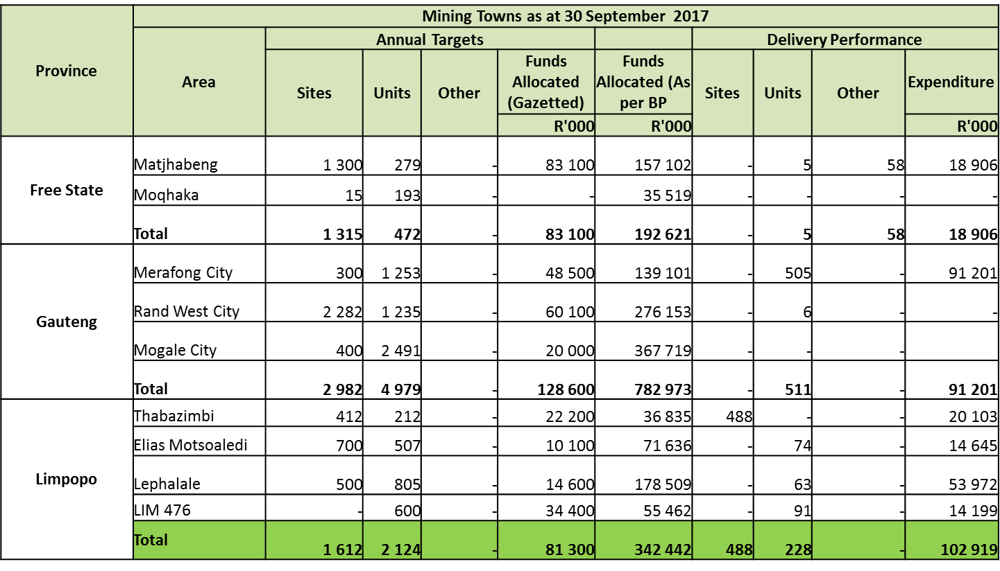 Mining Towns as at 30 September 2017
Province
Area
Annual Targets
Delivery Performance
Sites
Units
Other
Funds
Allocated
(Gazetted)
Funds
Allocated (As
per BP
Sites
Units
Other
Expenditure
R'000
R'000
R'000
Free State
Matjhabeng 1 300 279 - 83 100 157 102 - 5 58 18 906
Moqhaka 15 193 - - 35 519 - - - -
Total 1 315 472 - 83 100 192 621 - 5 58 18 906
Gauteng
Merafong City 300 1 253 - 48 500 139 101 - 505 - 91 201
Rand West City 2 282 1 235 - 60 100 276 153 - 6 - -
Mogale City 400 2 491 - 20 000 367 719 - - -
Total 2 982 4 979 - 128 600 782 973 - 511 - 91 201
Limpopo
Thabazimbi 412 212 - 22 200 36 835 488 - - 20 103
Elias Motsoaledi 700 507 - 10 100 71 636 - 74 - 14 645
Lephalale 500 805 - 14 600 178 509 - 63 - 53 972
LIM 476 - 600 - 34 400 55 462 - 91 - 14 199
Total 1 612 2 124 - 81 300 342 442 488 228 - 102 919